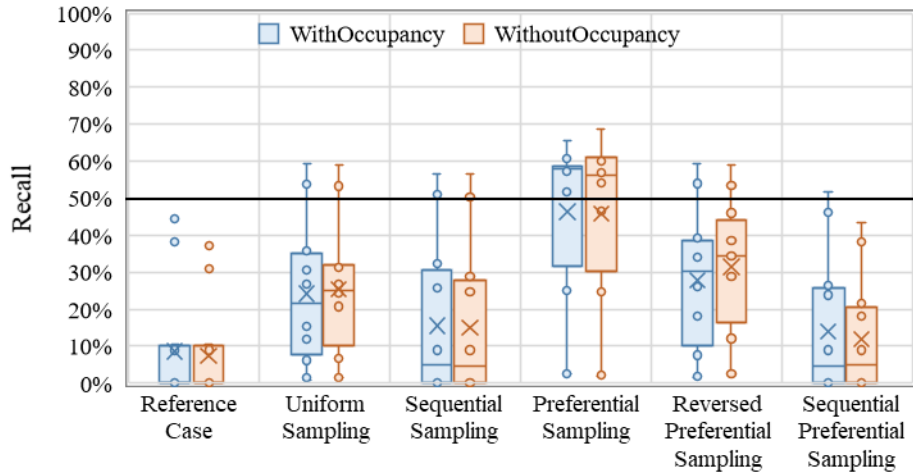 100%
WithOccupancy WithoutOccupancy
90%
80%
70%
60%
50%
40%
30%
20%
10%
0%
Recall
Reference Case
Uniform Sampling
Sequential Sampling
Preferential Sampling
Reversed Preferential Sampling
Sequential Preferential Sampling